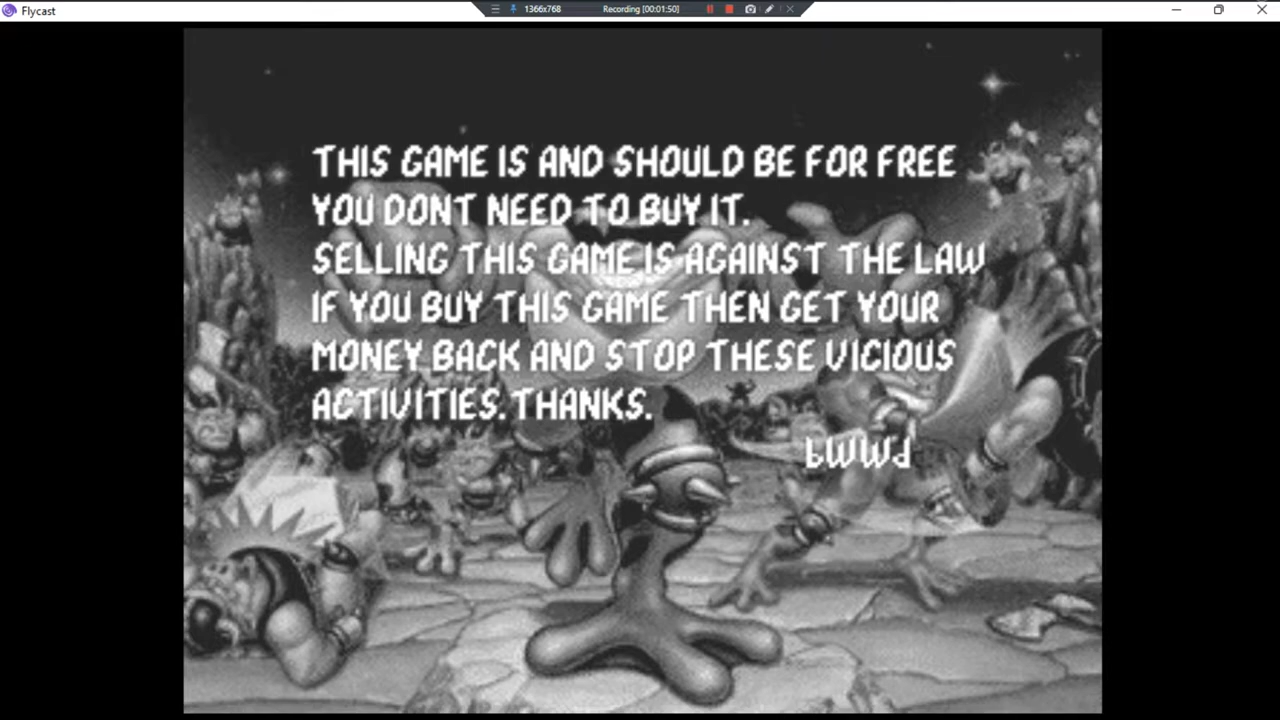 Flycast
1366x768
Recording [00:01:50]
THIS GAME IS AND SHOULD BE FOR FREE
YOU DONT NEED TO BUY IT.
SELLING THIS GAME IS AGAINST THE LAW
IF YOU BUY THIS GAME THEN GET YOUR
MONEY BACK AND STOP THESE VICIOUS
ACTIVITIES.THANKS.